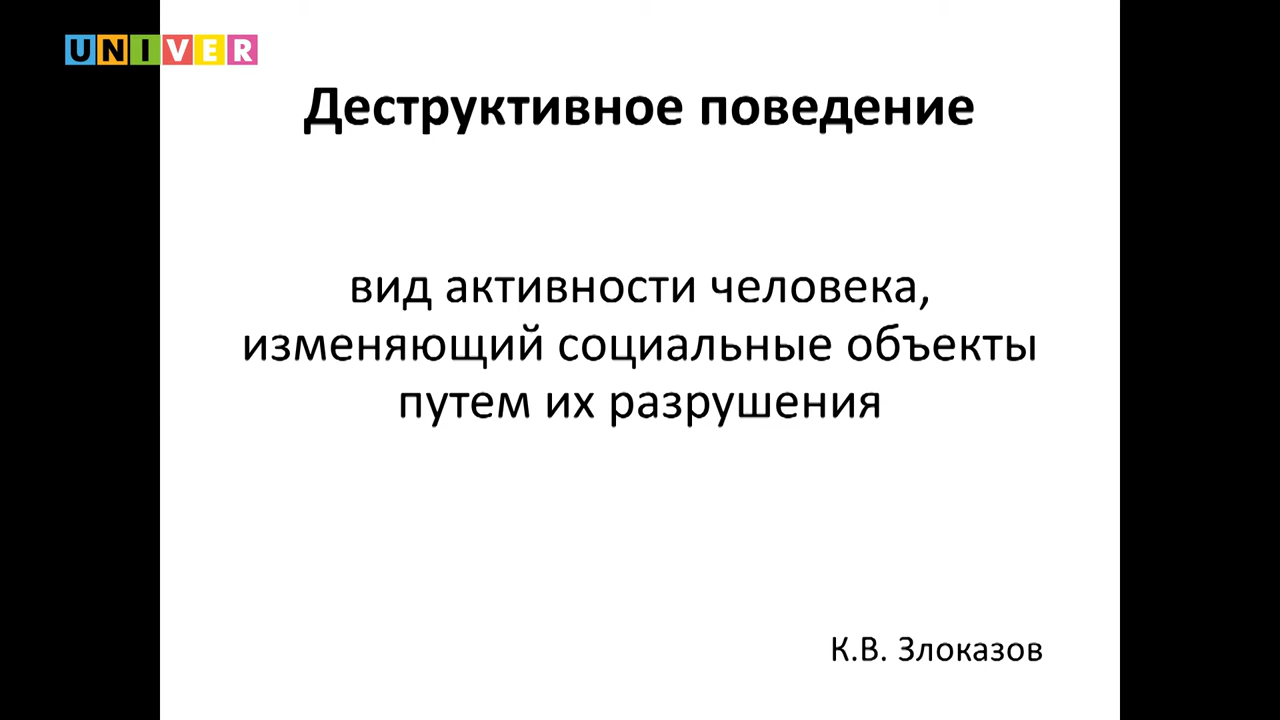 UNIVER
Деструктивное поведение
вид активности человека,
изменяющий социальные объекты
путем их разрушения
К.В. Злоказов